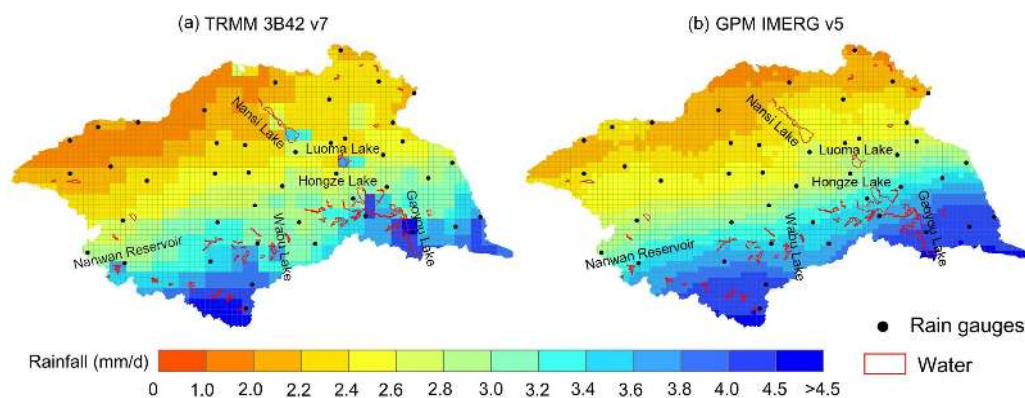 (a) TRMM 3B42 v7
(b) GPM IMERG v5
Nansi Lake
Luoma Lake
Hongze Lake
Gaoyou Lake
Wabu Lake
Nanwan Reservoir
Nansi Lake
Luoma Lake
Hongze Lake
Gaoyou Lake
Wabu Lake
Nanwan Reservoir
Rainfall (mm/d)
0 1.0 2.0 2.2 2.4 2.6 2.8 3.0 3.2 3.4 3.6 3.8 4.0 4.5 >4.5
Rain gauges
Water